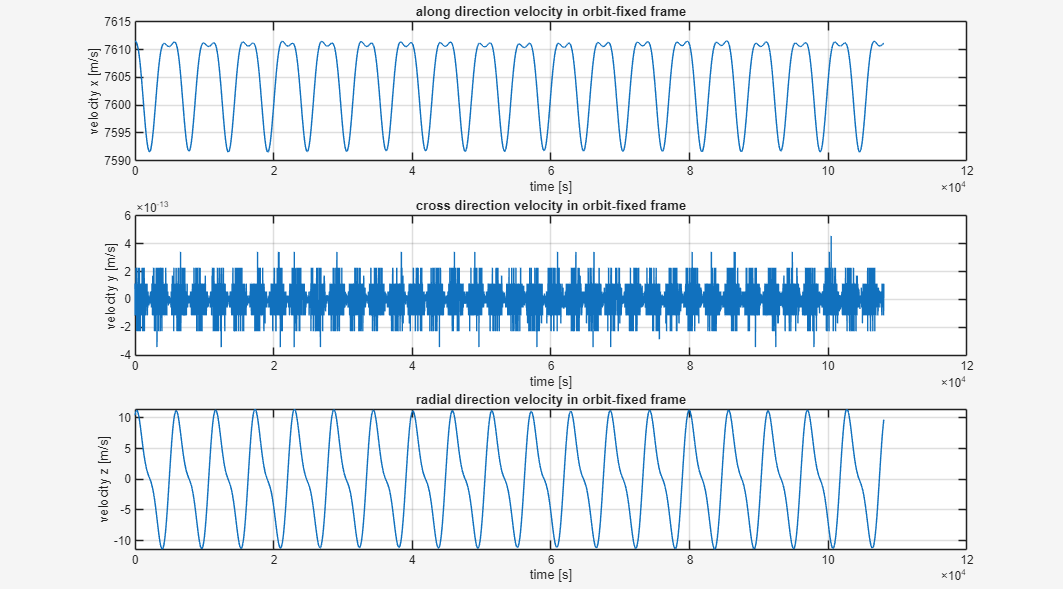 along direction velocity in orbit-fixed frame
7615
7610
7605
7600
7595
7590
velocity x [m/s]
0 2 4 6 8 10 12
time [s]
×10⁴
cross direction velocity in orbit-fixed frame
×10⁻¹³
6
4
2
0
-2
-4
velocity y [m/s]
0 2 4 6 8 10 12
time [s]
×10⁴
radial direction velocity in orbit-fixed frame
10
5
0
-5
-10
velocity z [m/s]
0 2 4 6 8 10 12
time [s]
×10⁴